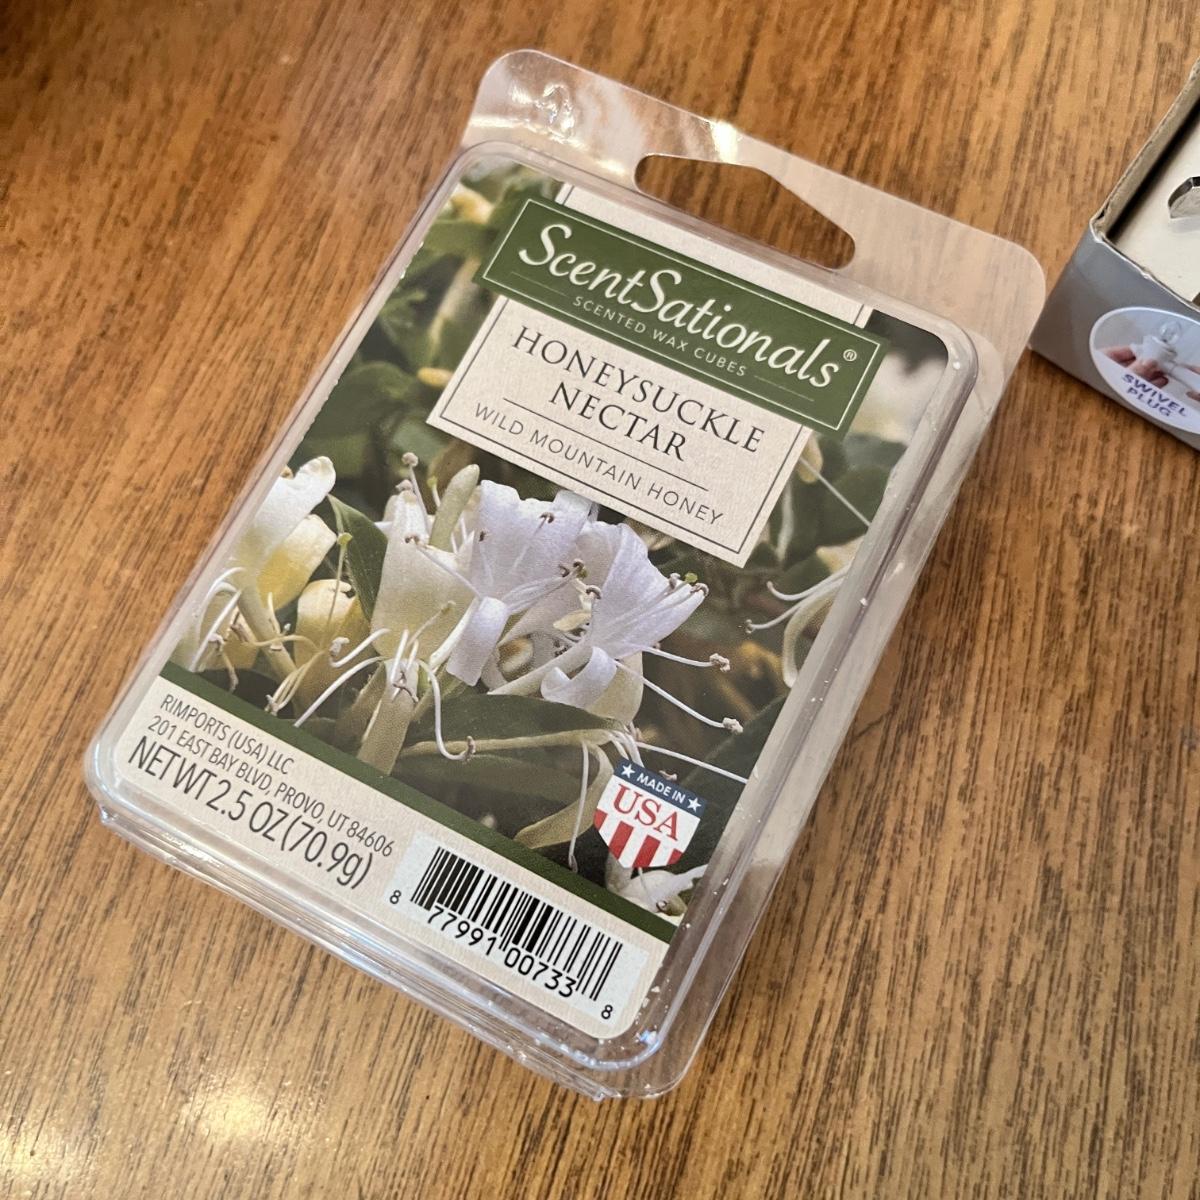 ScentSationals®
SCENTED WAX CUBES
HONEYSUCKLE
NECTAR
WILD MOUNTAIN HONEY
RIMPORTS (USA) LLC
201 EAST BAY BLVD, PROVO, UT 84606
NET WT 2.5 OZ (70.9g)
MADE IN
USA
8 77991 00733 8
SWIVEL
PLUG